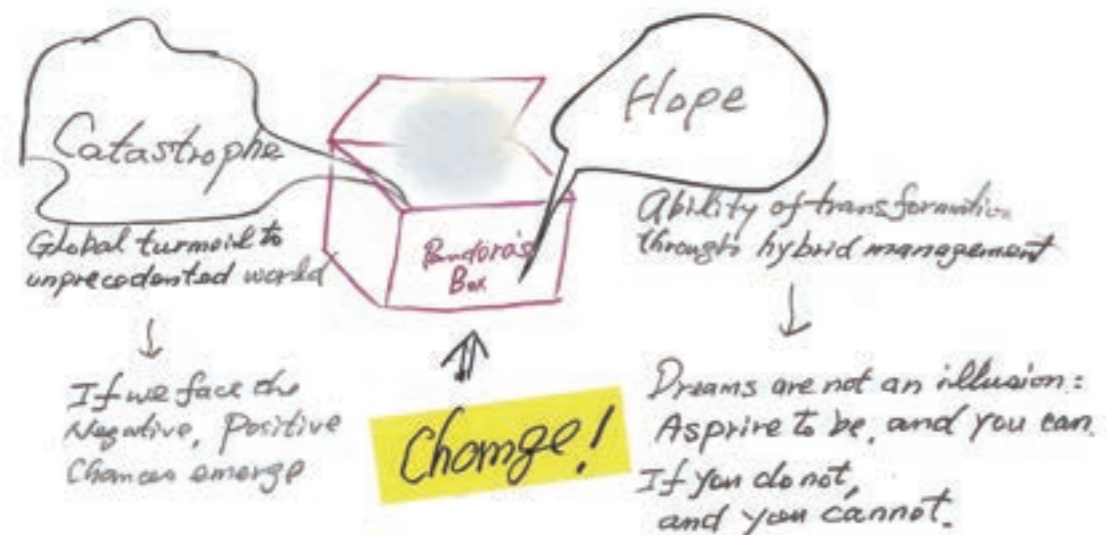 Catastrophe
Global turmoil to
unprecedented world
↓
If we face the
Negative, Positive
Chances emerge
Pandora's
Box
Change!
Hope
Ability of transformation
through hybrid management
↓
Dreams are not an illusion:
Asprire to be, and you can.
If you do not,
and you cannot.